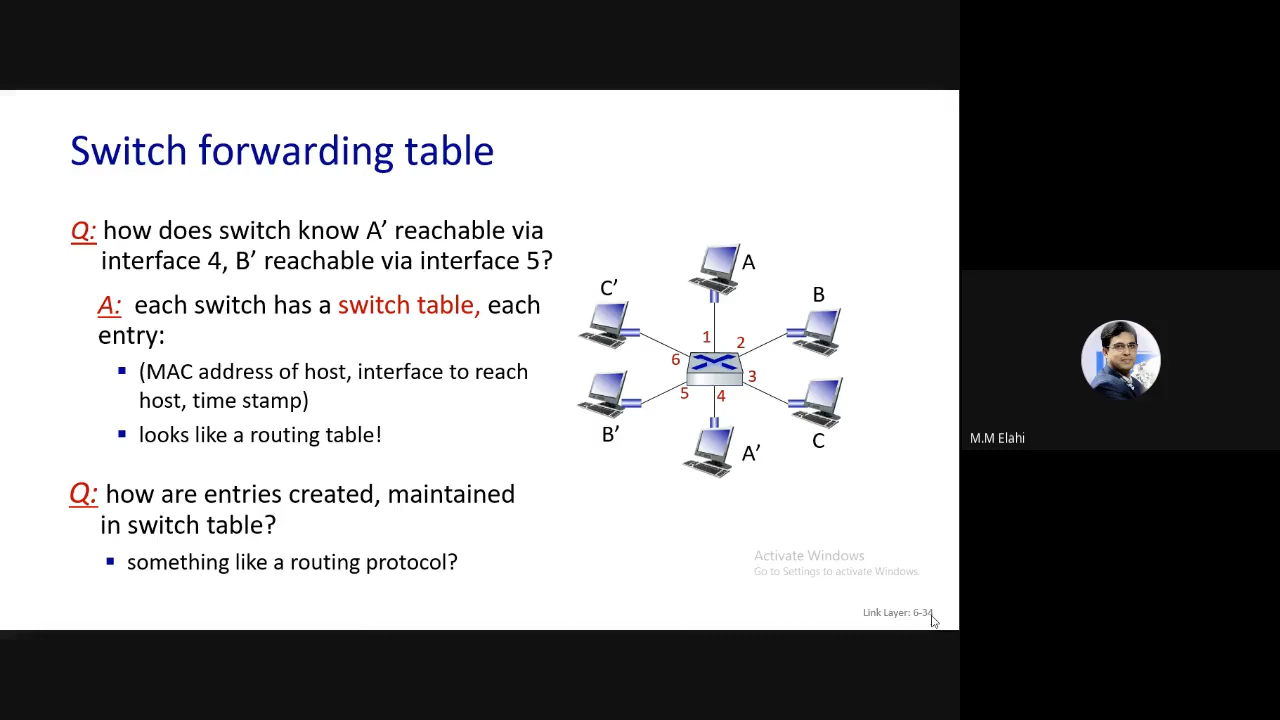 Switch forwarding table
Q: how does switch know A’ reachable via
interface 4, B’ reachable via interface 5?
A: each switch has a switch table, each
entry:
▪ (MAC address of host, interface to reach
host, time stamp)
▪ looks like a routing table!
Q: how are entries created, maintained
in switch table?
▪ something like a routing protocol?
A
B
C
A’
B’
C’
1
2
3
4
5
6
Activate Windows
Go to Settings to activate Windows.
Link Layer: 6-34
M.M Elahi